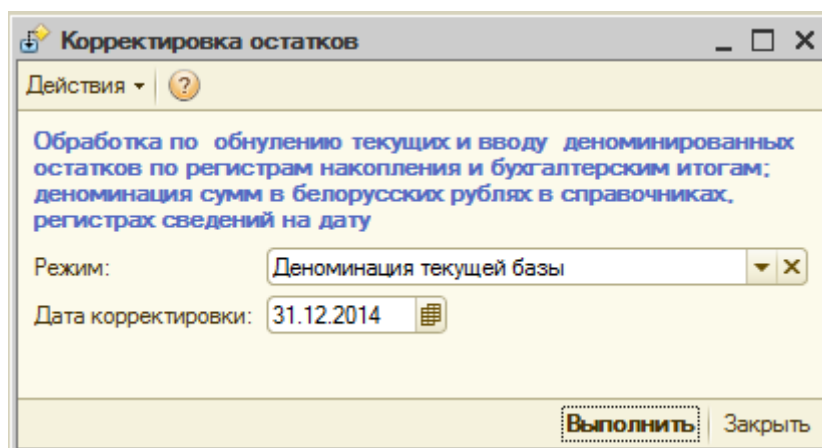 Корректировка остатков
Действия
Обработка по обнулению текущих и вводу деноминированных
остатков по регистрам накопления и бухгалтерским итогам;
деноминация сумм в белорусских рублях в справочниках,
регистрах сведений на дату
Режим: Деноминация текущей базы
Дата корректировки: 31.12.2014
Выполнить Закрыть